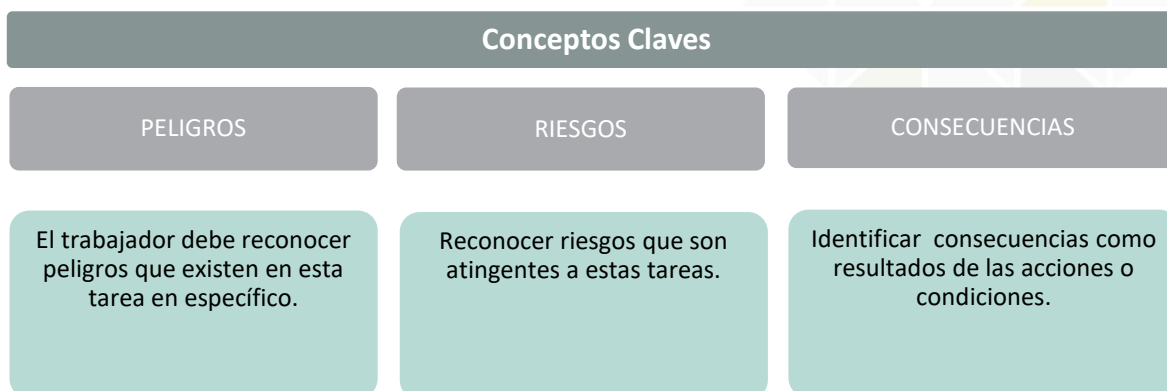 Conceptos Claves
PELIGROS
RIESGOS
CONSECUENCIAS
El trabajador debe reconocer
peligros que existen en esta
tarea en específico.
Reconocer riesgos que son
atingentes a estas tareas.
Identificar consecuencias como
resultados de las acciones o
condiciones.